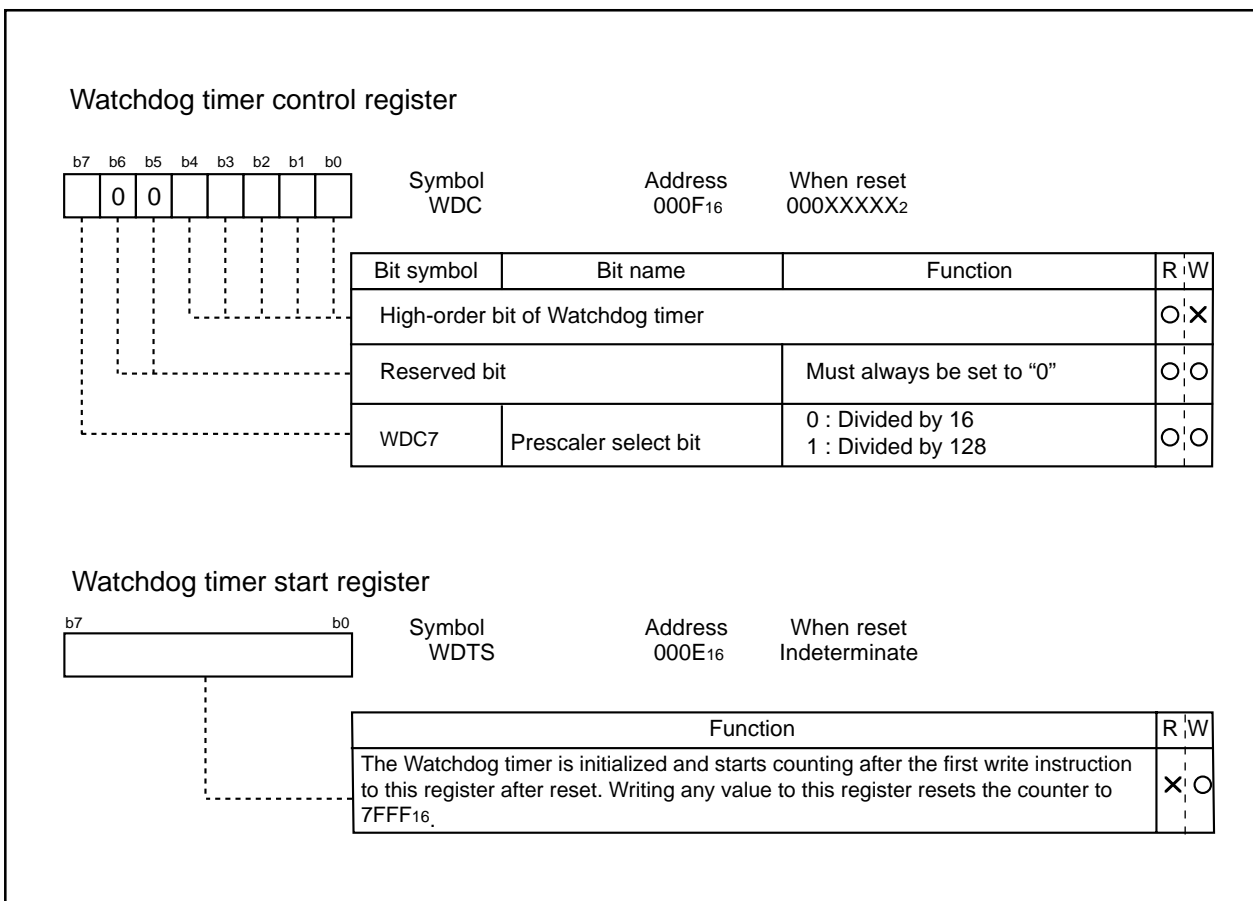 Watchdog timer control register
b7 b6 b5 b4 b3 b2 b1 b0
0 0
Symbol Address When reset
WDC 000F16 000XXXXX2
Bit symbol Bit name Function R W
High-order bit of Watchdog timer
Reserved bit Must always be set to “0”
WDC7 Prescaler select bit 0 : Divided by 16
1 : Divided by 128
Watchdog timer start register
b7 b0
Symbol Address When reset
WDTS 000E16 Indeterminate
Function R W
The Watchdog timer is initialized and starts counting after the first write instruction
to this register after reset. Writing any value to this register resets the counter to
7FFF16.